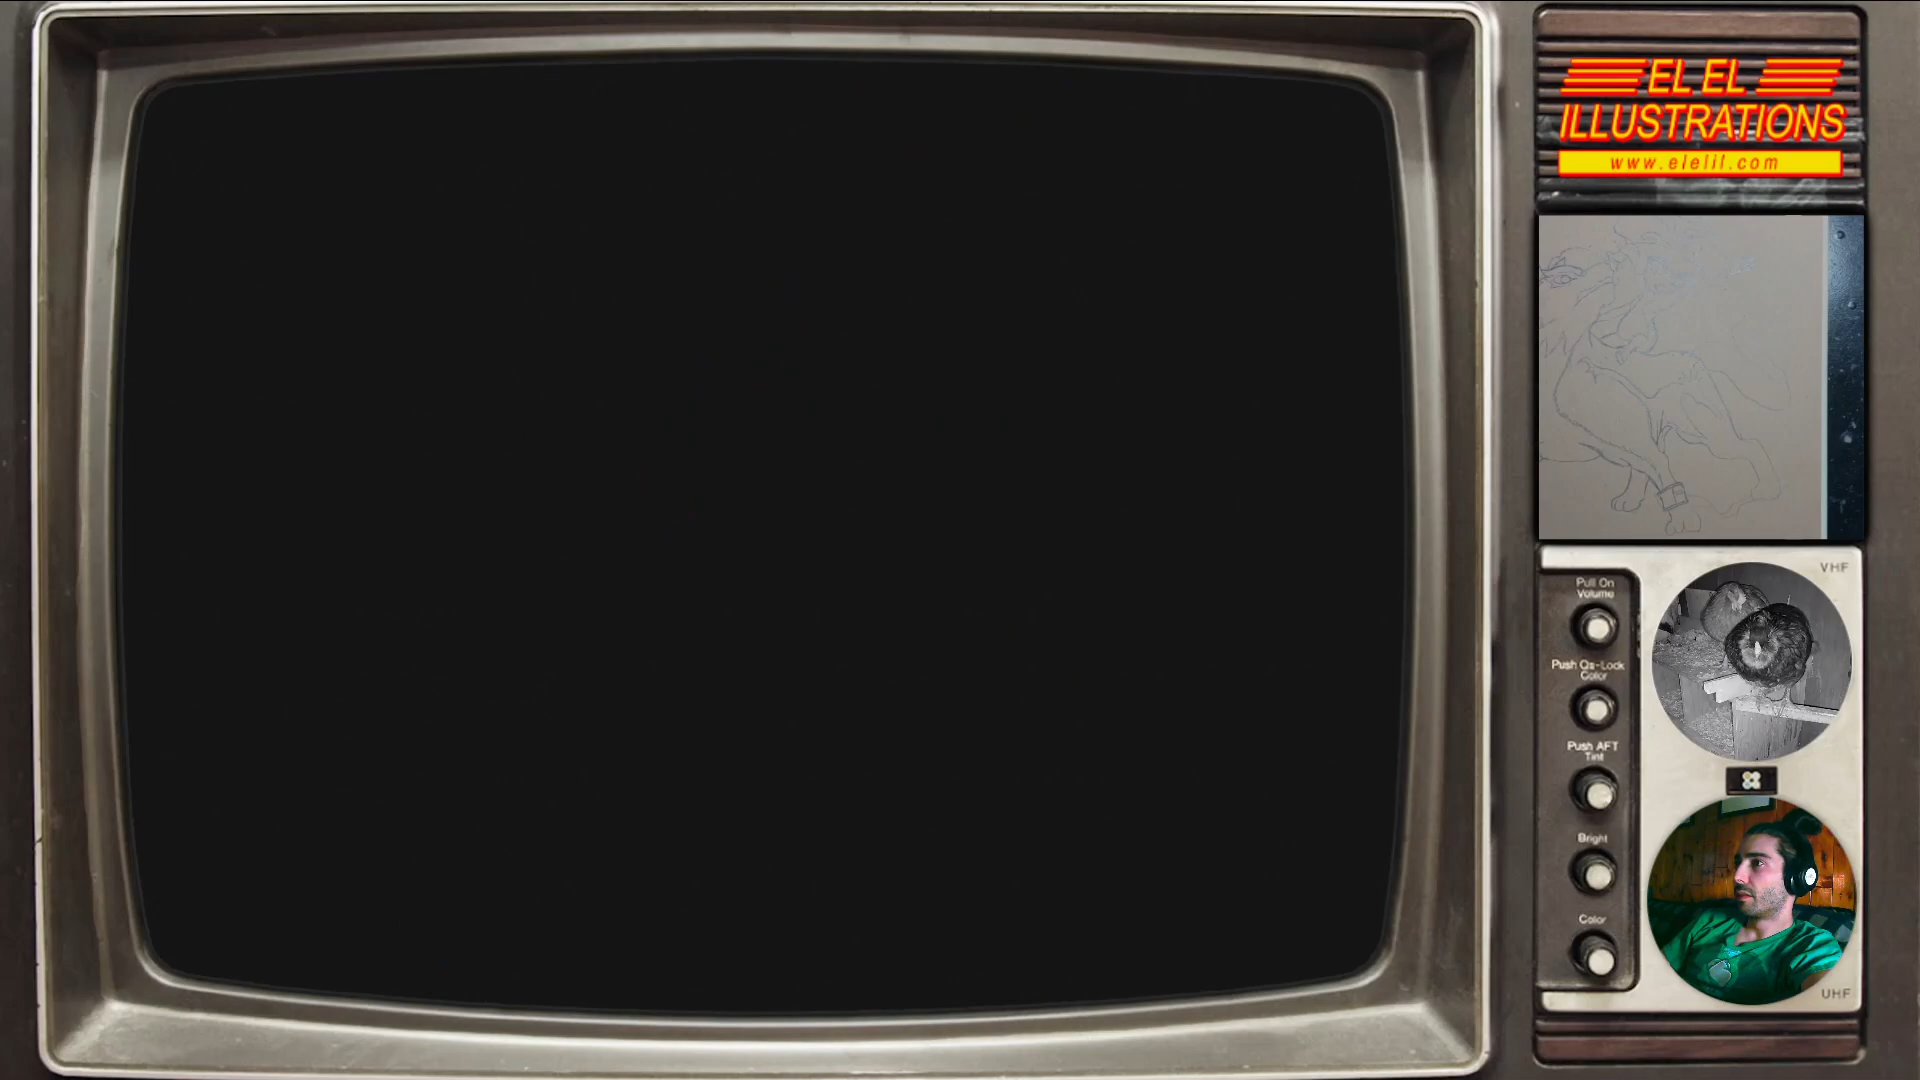 EL EL
ILLUSTRATIONS
www.elelil.com
VHF
Pull On
Volume
Push Qs-Lock
Color
Push AFT
Tint
Bright
Color
UHF